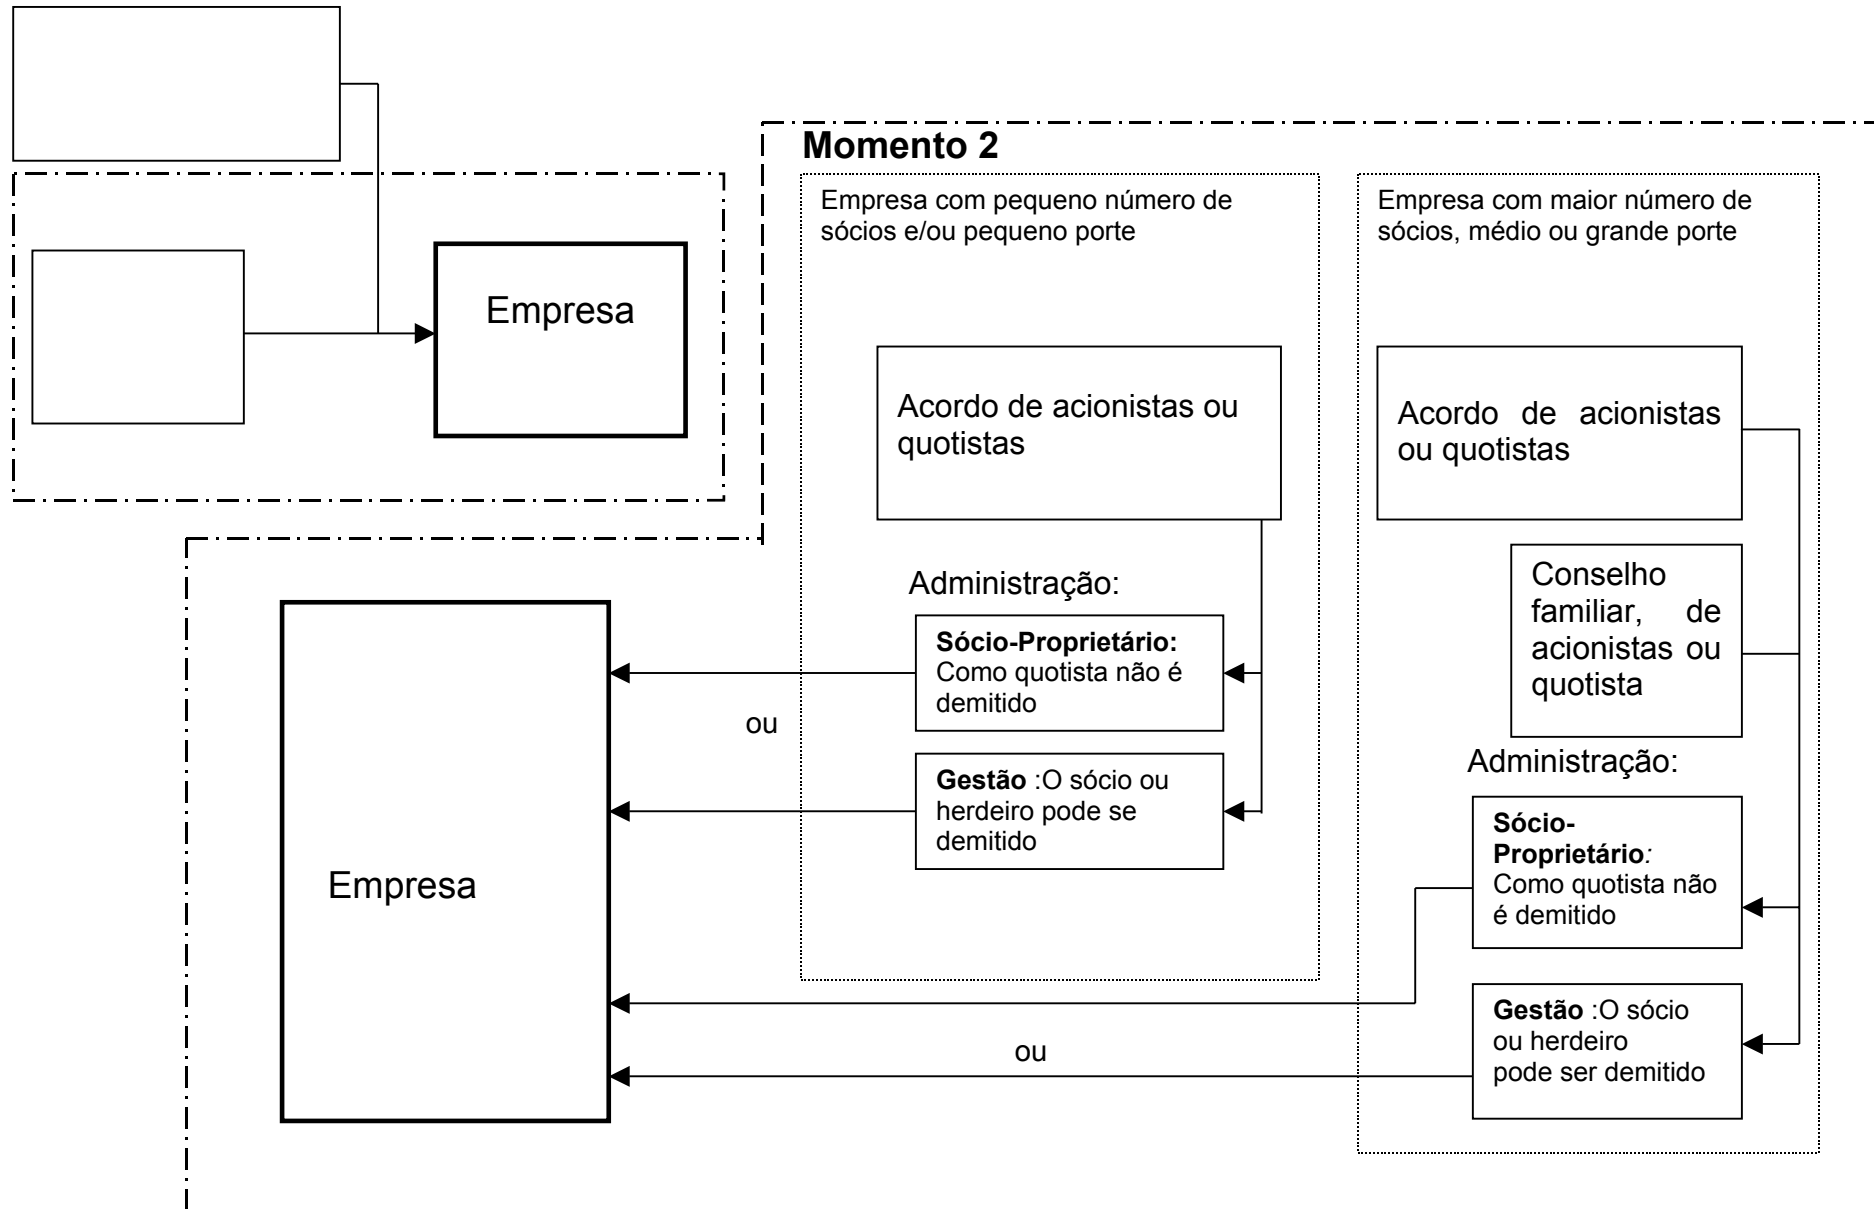 Momento 2
Empresa
Empresa com pequeno número de
sócios e/ou pequeno porte
Acordo de acionistas ou
quotistas
Administração:
Sócio-Proprietário:
Como quotista não é
demitido
ou
Gestão :O sócio ou
herdeiro pode se
demitido
Empresa com maior número de
sócios, médio ou grande porte
Acordo de acionistas
ou quotistas
Conselho
familiar, de
acionistas ou
quotista
Administração:
Sócio-
Proprietário:
Como quotista não
é demitido
ou
Gestão :O sócio
ou herdeiro
pode ser demitido
Empresa